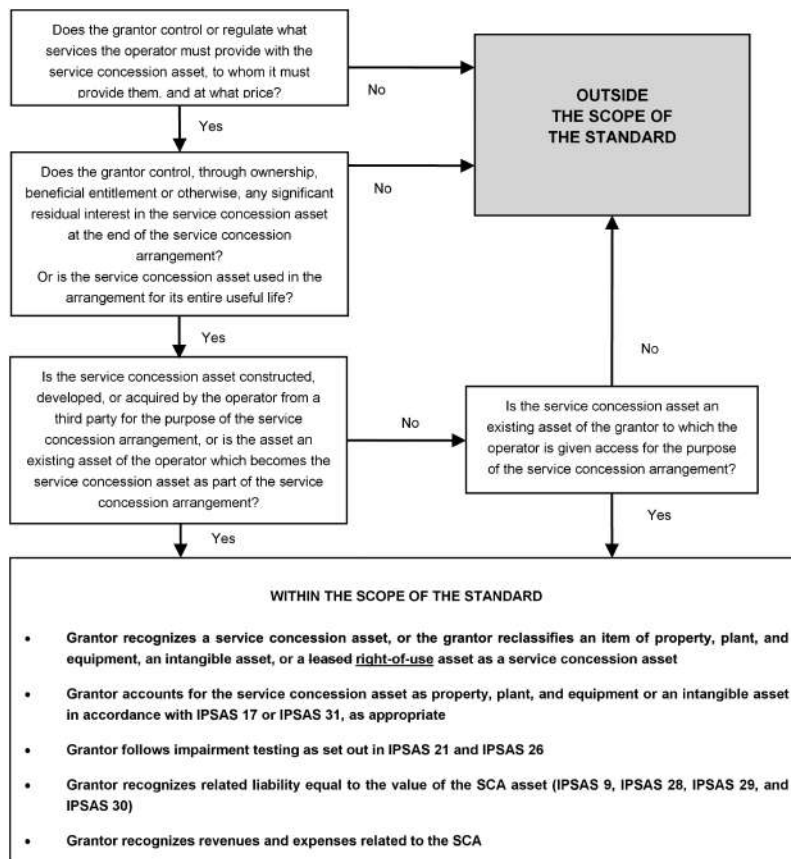 Does the grantor control or regulate what
services the operator must provide with the
service concession asset, to whom it must
provide them, and at what price?
No
OUTSIDE
THE SCOPE OF
THE STANDARD
Yes
Does the grantor control, through ownership,
beneficial entitlement or otherwise, any significant
residual interest in the service concession asset
at the end of the service concession
arrangement?
Or is the service concession asset used in the
arrangement for its entire useful life?
No
Yes
No
Is the service concession asset constructed,
developed, or acquired by the operator from a
third party for the purpose of the service
concession arrangement, or is the asset an
existing asset of the operator which becomes the
service concession asset as part of the service
concession arrangement?
No
Is the service concession asset an
existing asset of the grantor to which the
operator is given access for the purpose
of the service concession arrangement?
Yes
Yes
WITHIN THE SCOPE OF THE STANDARD
• Grantor recognizes a service concession asset, or the grantor reclassifies an item of property, plant, and
equipment, an intangible asset, or a leased right-of-use asset as a service concession asset
• Grantor accounts for the service concession asset as property, plant, and equipment or an intangible asset
in accordance with IPSAS 17 or IPSAS 31, as appropriate
• Grantor follows impairment testing as set out in IPSAS 21 and IPSAS 26
• Grantor recognizes related liability equal to the value of the SCA asset (IPSAS 9, IPSAS 28, IPSAS 29, and
IPSAS 30)
• Grantor recognizes revenues and expenses related to the SCA